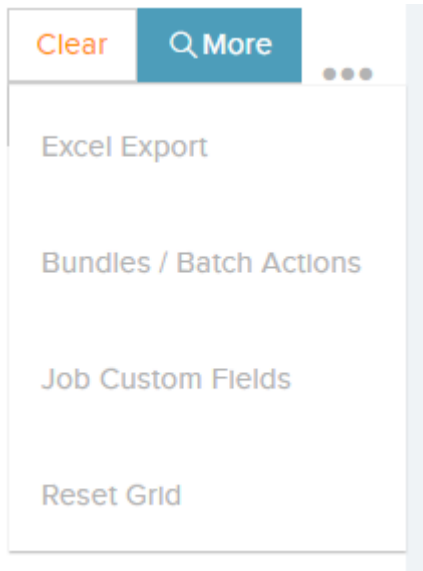 Clear More
Excel Export
Bundles / Batch Actions
Job Custom Fields
Reset Grid